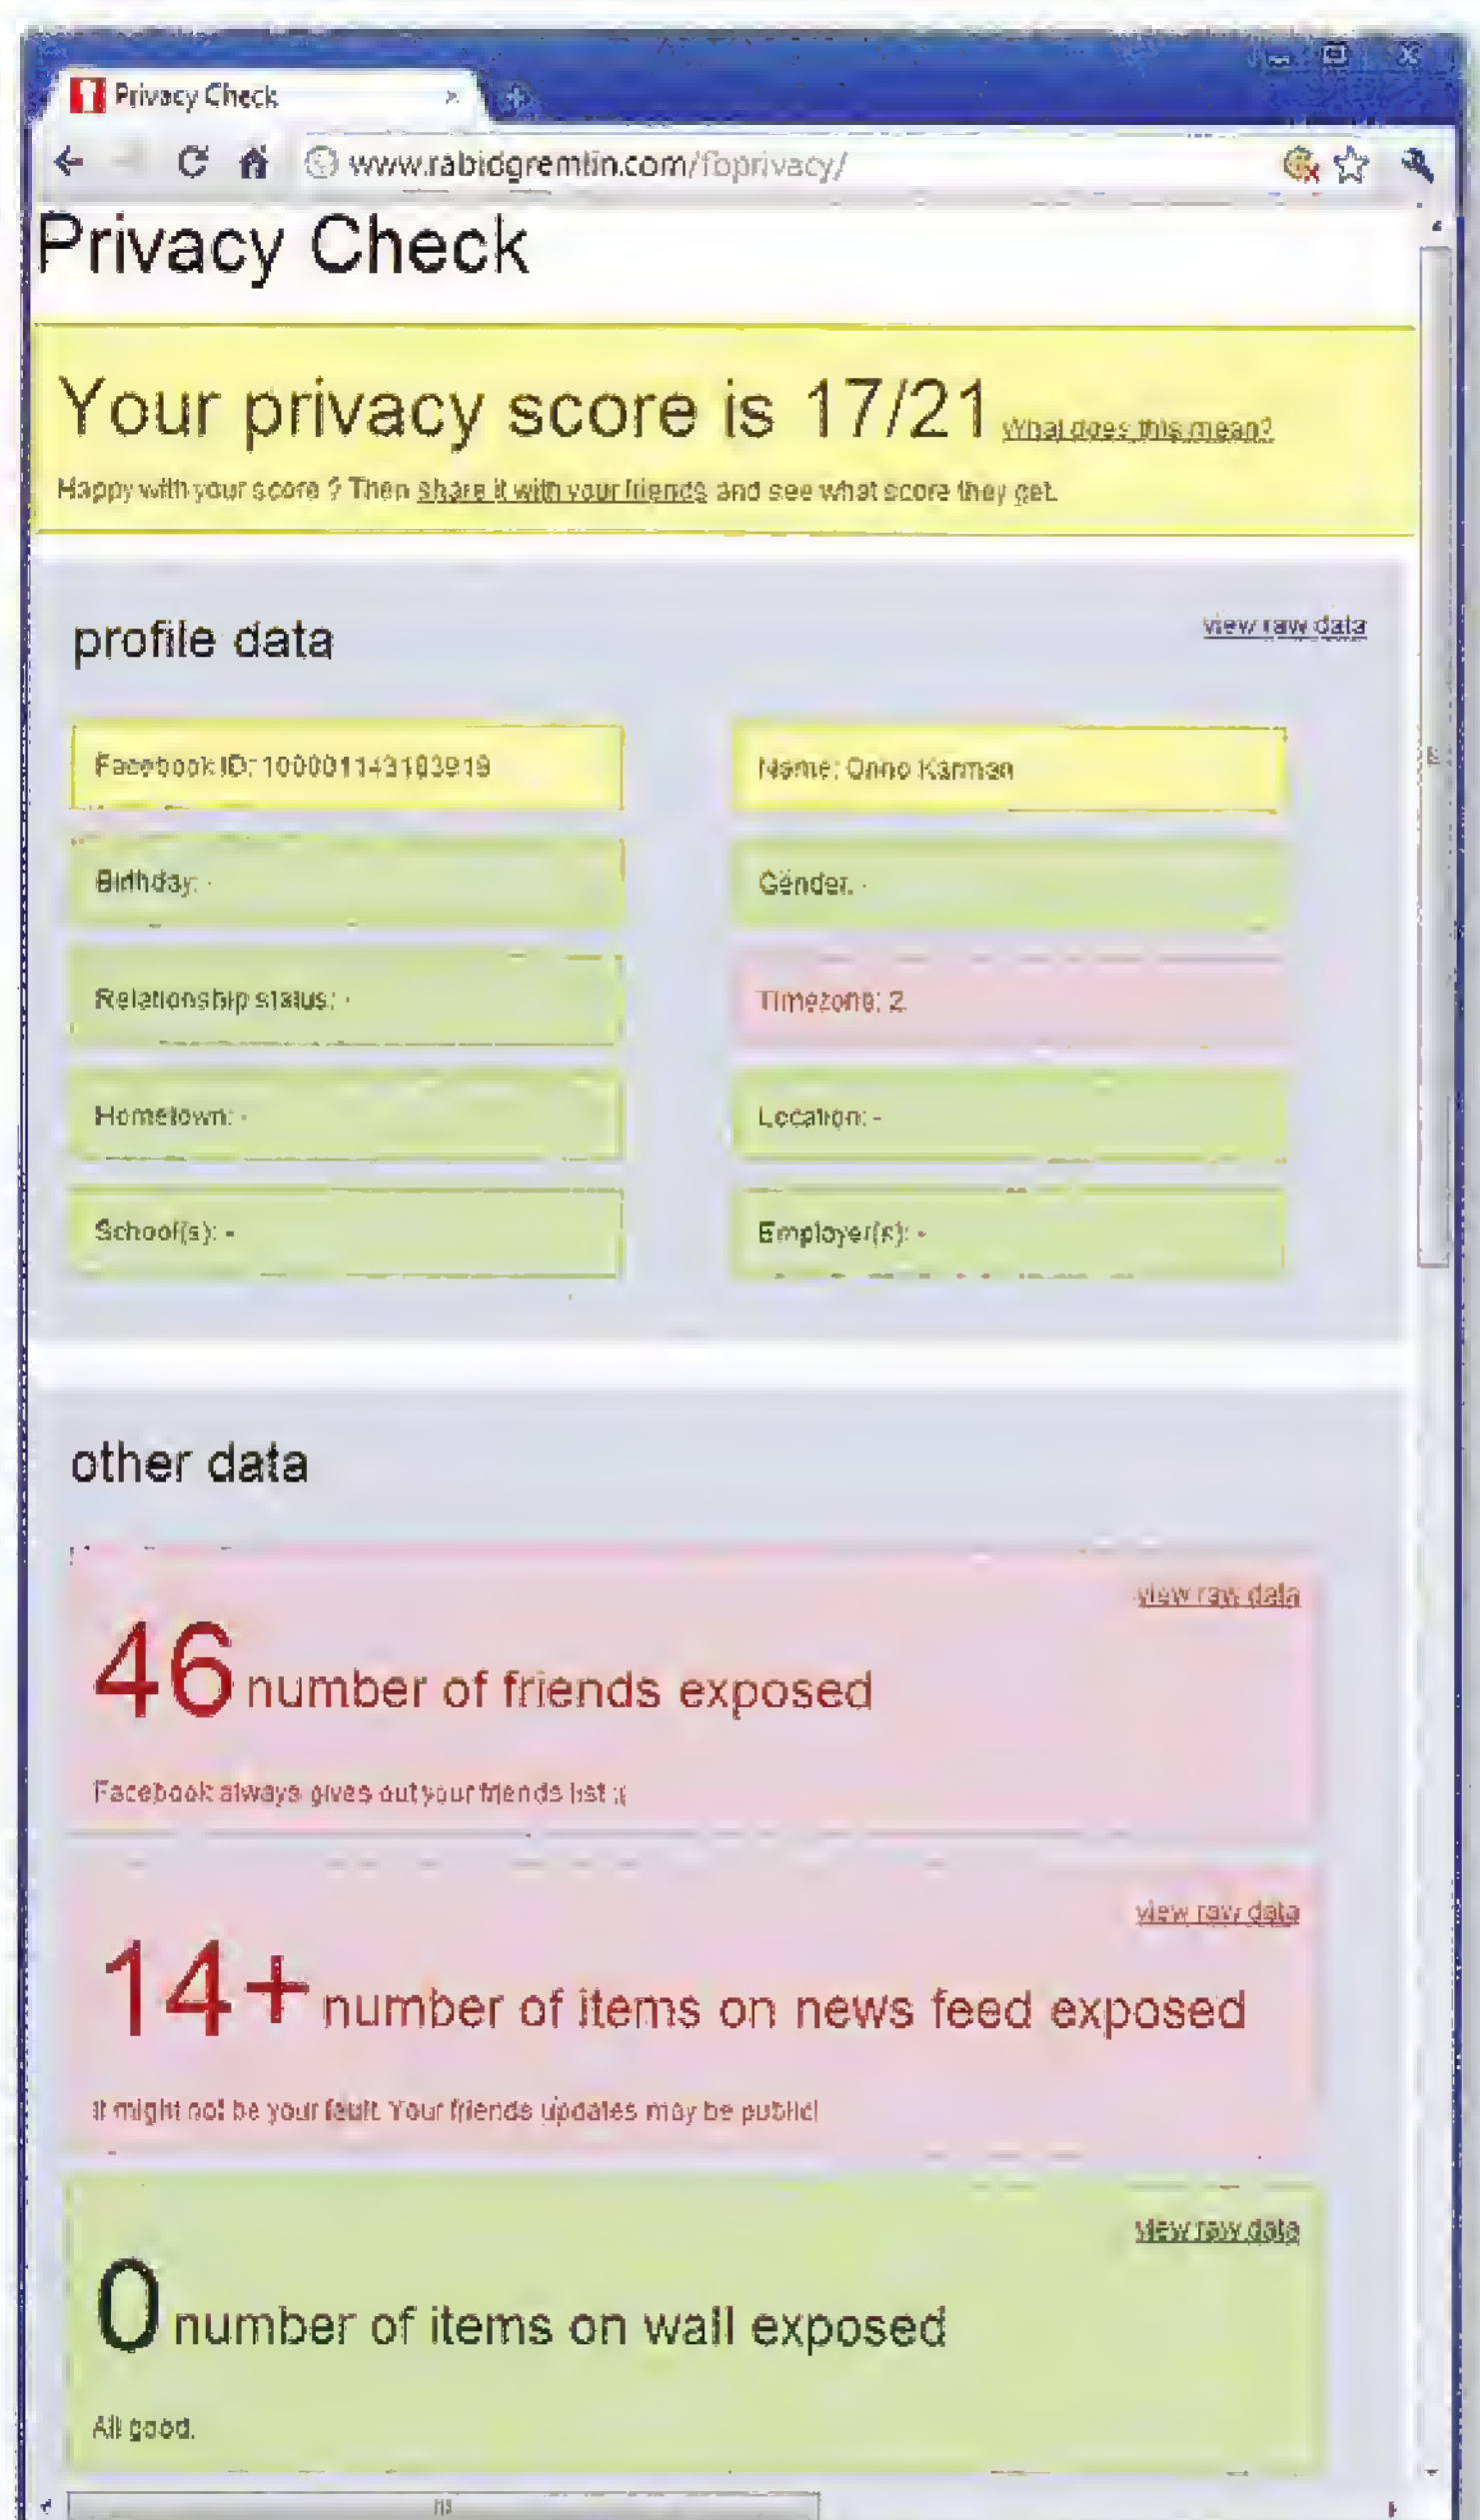 Privacy Check
www.rabidgremlin.com/fbprivacy/
Privacy Check
Your privacy score is 17/21 What does this mean?
Happy with your score ? Then share it with your friends and see what score they get.
profile data
view raw data
Facebook ID: 
Name: Onno Karman
Birthday: -
Gender: -
Relationship status: -
Timezone: 2
Hometown: -
Location: -
School(s): -
Employer(s): -
other data
view raw data
46 number of friends exposed
Facebook always gives out your friends list :(
view raw data
14+ number of items on news feed exposed
It might not be your fault. Your friends updates may be public!
view raw data
0 number of items on wall exposed
All good.